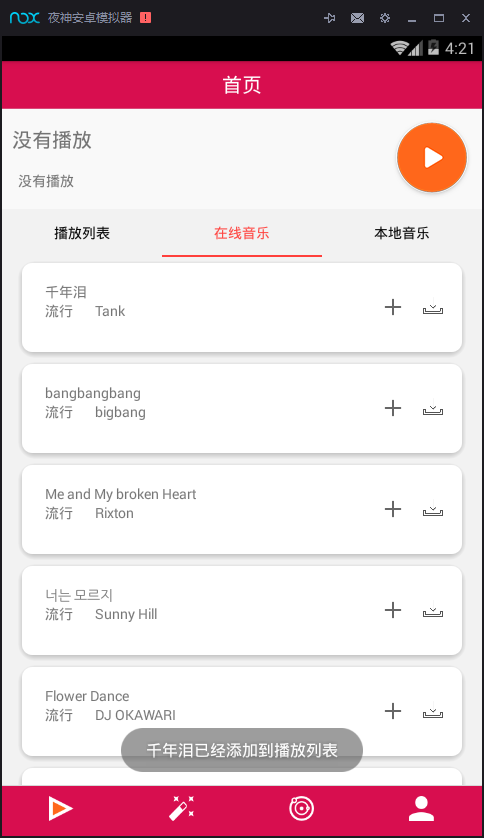 nox 夜神安卓模拟器
4:21
首页
没有播放
没有播放
播放列表 在线音乐 本地音乐
千年泪
流行 Tank
bangbangbang
流行 bigbang
Me and My broken Heart
流行 Rixton
너는 모르지
流行 Sunny Hill
Flower Dance
流行 DJ OKAWARI
千年泪已经添加到播放列表